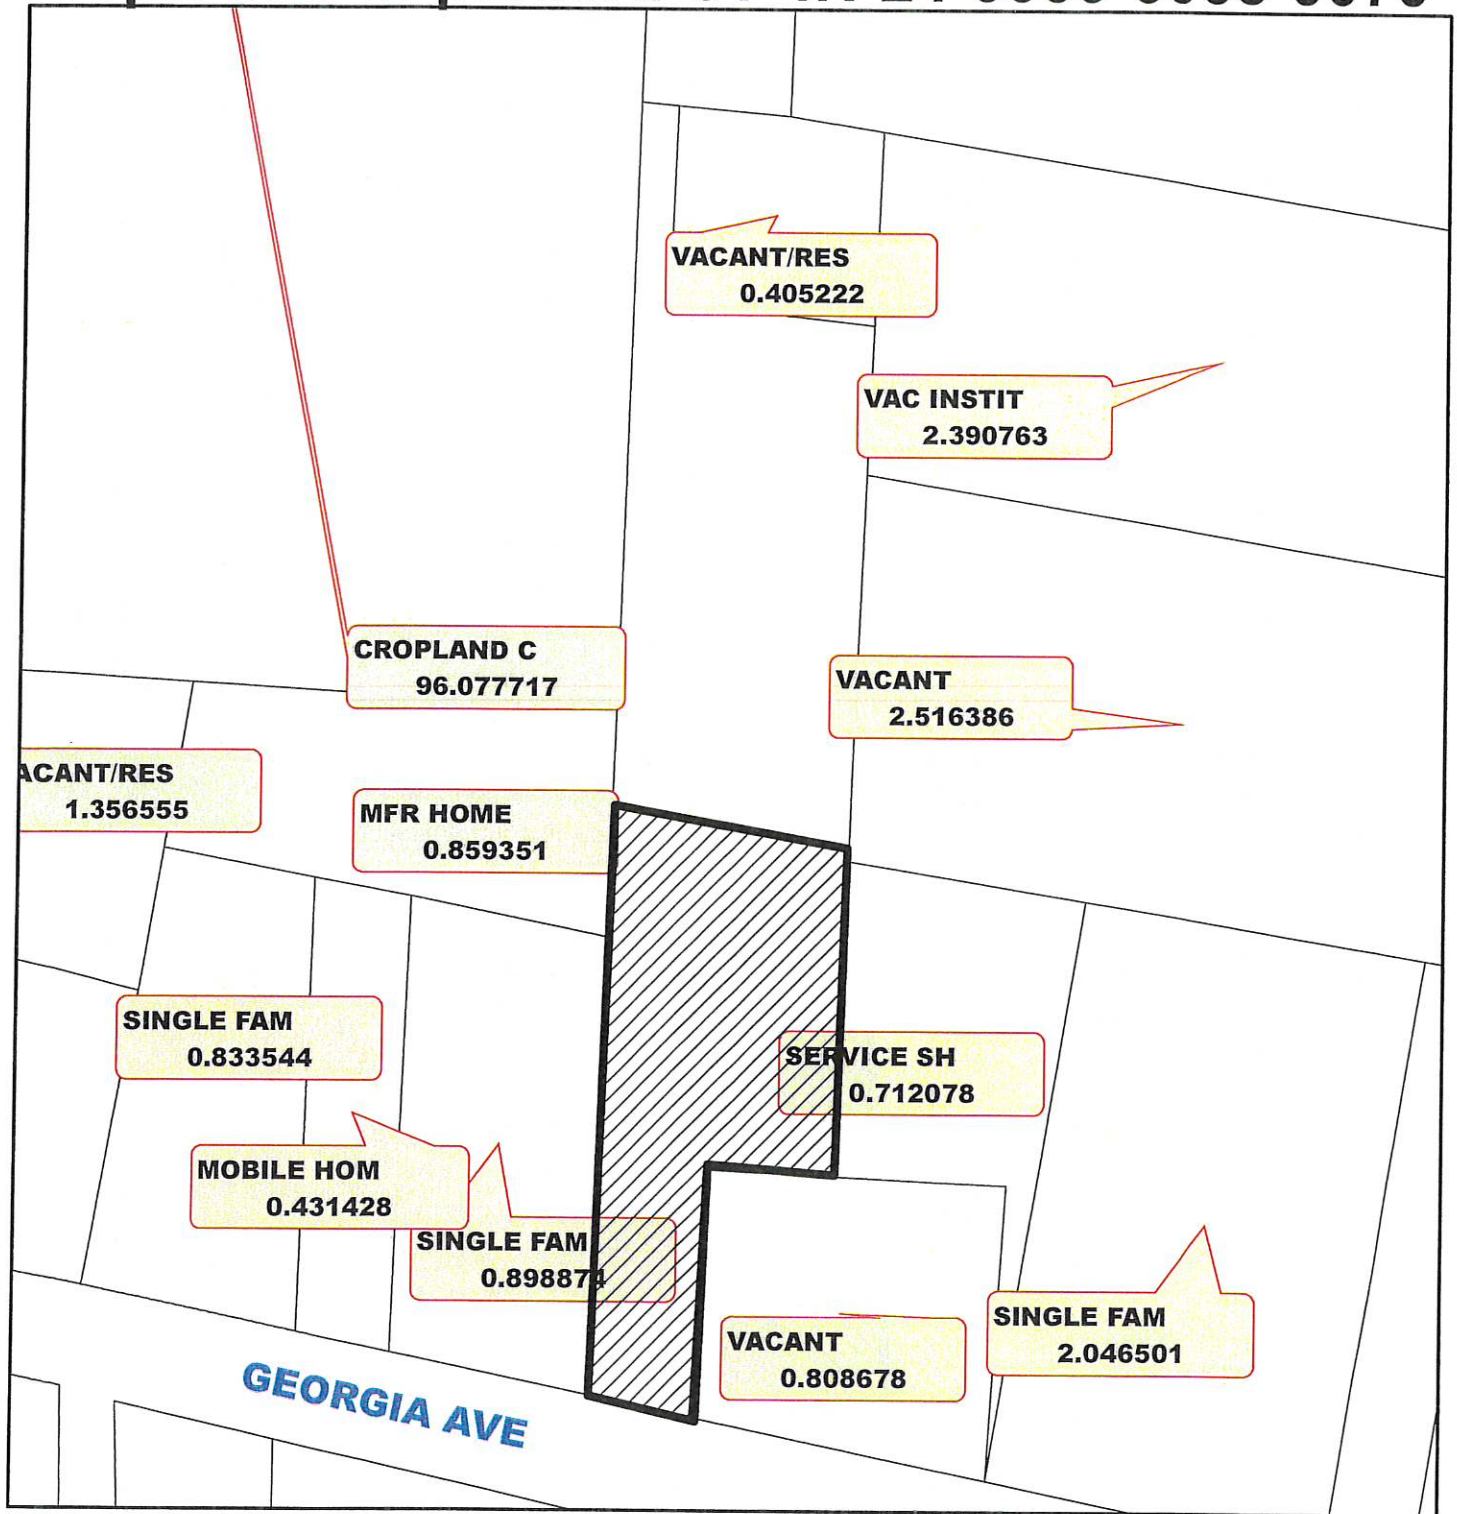 VACANT/RES
0.405222
VAC INSTIT
2.390763
CROPLAND C
96.077717
VACANT
2.516386
ACANT/RES
1.356555
MFR HOME
0.859351
SINGLE FAM
0.833544
SERVICE SH
0.712078
MOBILE HOM
0.431428
SINGLE FAM
0.898874
VACANT
0.808678
SINGLE FAM
2.046501
GEORGIA AVE